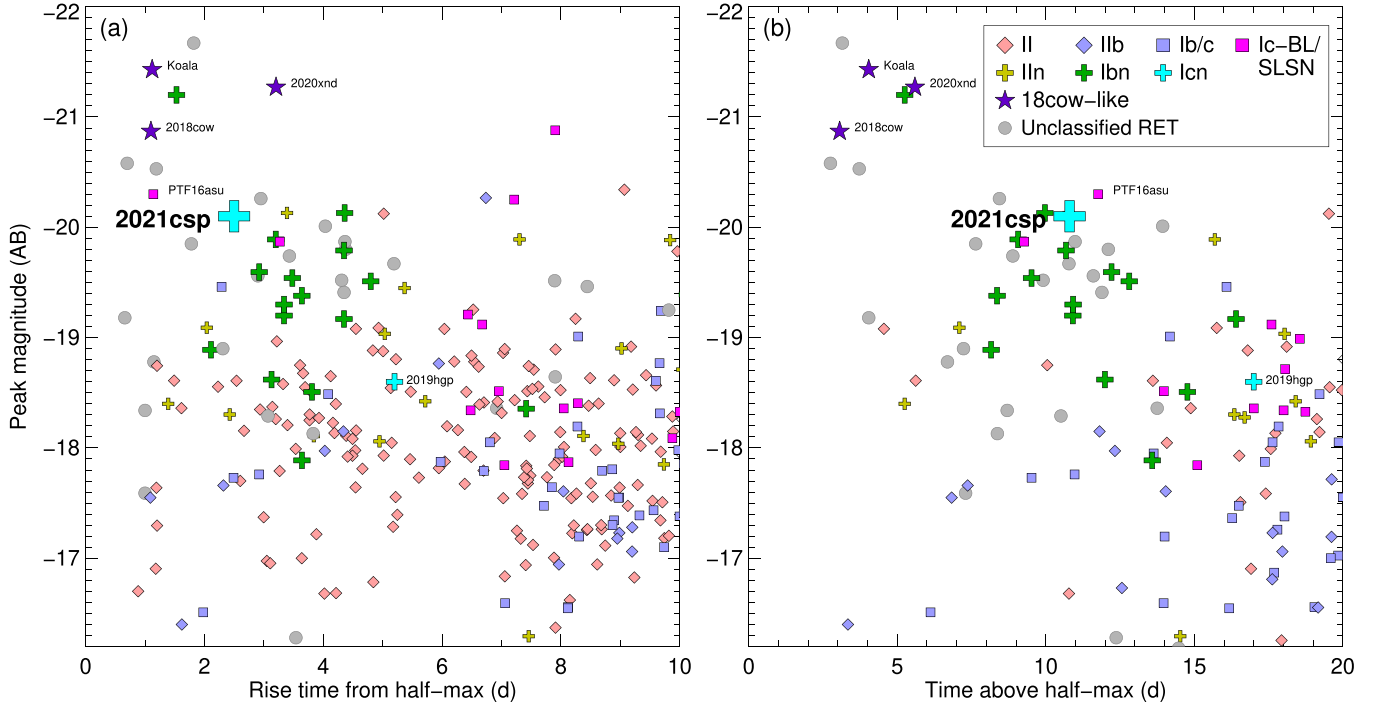 (a)
−22
−21
−20
−19
−18
−17
Peak magnitude (AB)
Koala
2020xnd
2018cow
PTF16asu
2021csp
2019hgp
0 2 4 6 8 10
Rise time from half−max (d)
(b)
−22
−21
−20
−19
−18
−17
II IIb Ib/c Ic−BL/
IIn Ibn Icn SLSN
18cow−like
Unclassified RET
Koala
2020xnd
2018cow
PTF16asu
2021csp
2019hgp
0 5 10 15 20
Time above half−max (d)